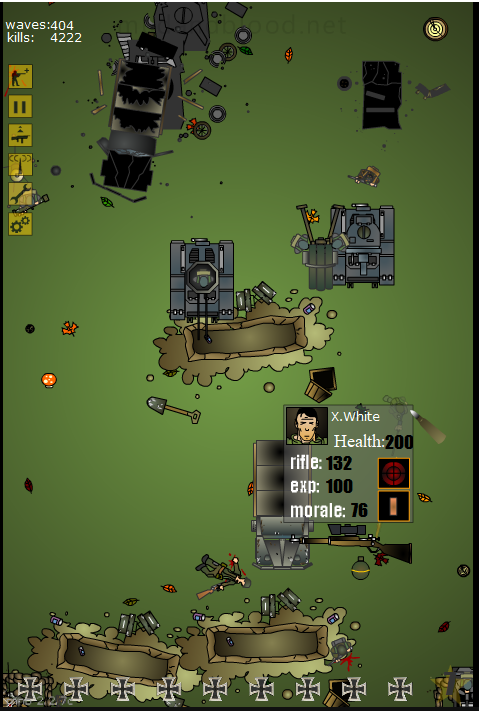 waves:404
kills: 4222
X.White
Health:200
rifle: 132
exp: 100
morale: 76